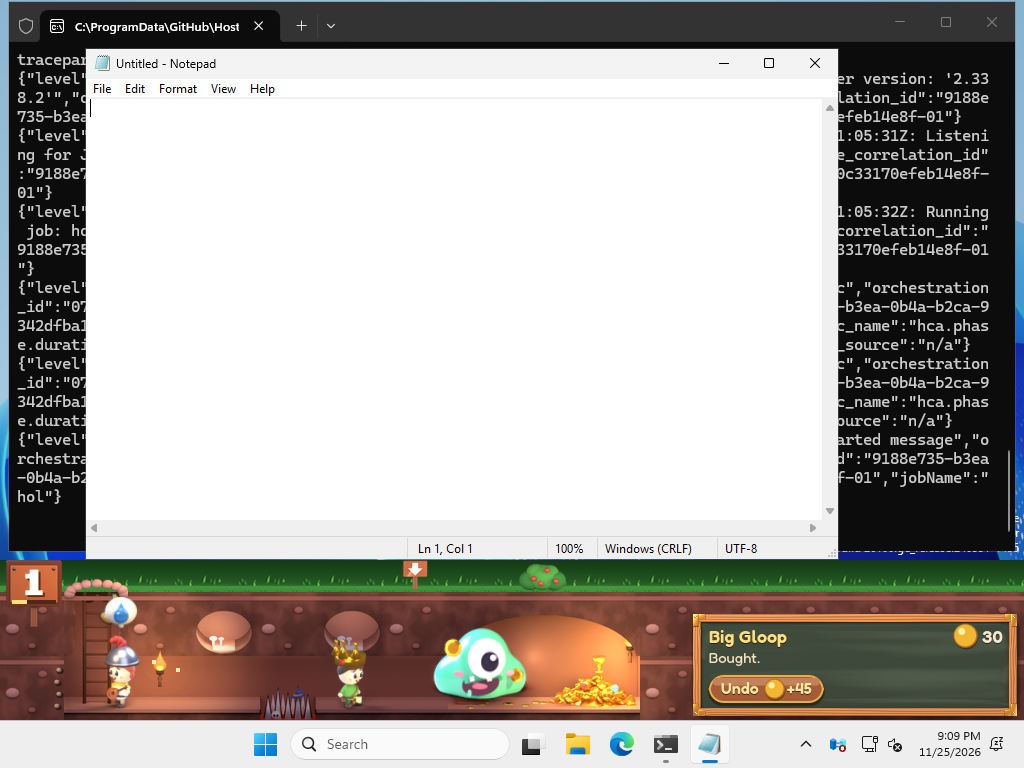 C:\ProgramData\GitHub\Host
Untitled - Notepad
File Edit Format View Help
tracepar
{"level" er version: '2.33
8.2'","o lation_id":"9188e
735-b3ea efeb14e8f-01"}
{"level" 1:05:31Z: Listeni
ng for J e_correlation_id"
:"9188e7 0c33170efeb14e8f-
01"}
{"level" 1:05:32Z: Running
job: ho correlation_id":"
9188e735 33170efeb14e8f-01
"}
{"level" c","orchestration
_id":"07 -b3ea-0b4a-b2ca-9
342dfba1 c_name":"hca.phas
e.durati _source":"n/a"}
{"level" c","orchestration
_id":"07 -b3ea-0b4a-b2ca-9
342dfba1 c_name":"hca.phas
e.durati ource":"n/a"}
{"level" arted message","o
rchestra d":"9188e735-b3ea
-0b4a-b2 f-01","jobName":"
hol"}
Ln 1, Col 1 100% Windows (CRLF) UTF-8
1
Big Gloop 30
Bought.
Undo +45
Search
9:09 PM
11/25/2026